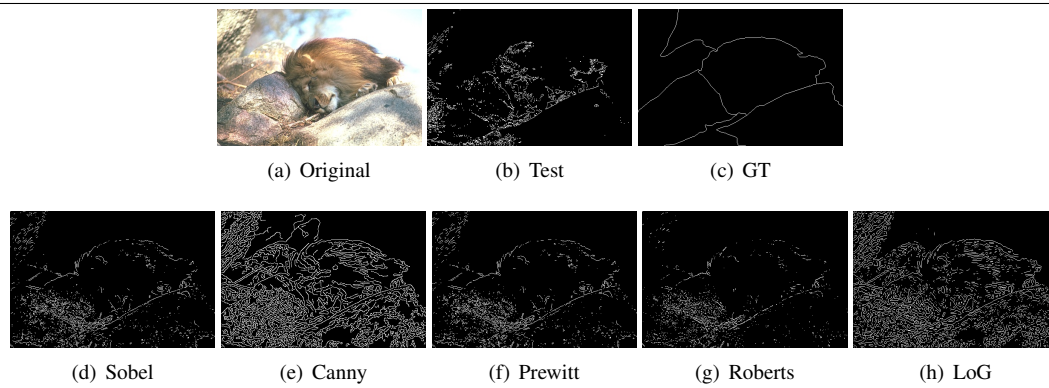 (a) Original
(b) Test
(c) GT
(d) Sobel
(e) Canny
(f) Prewitt
(g) Roberts
(h) LoG